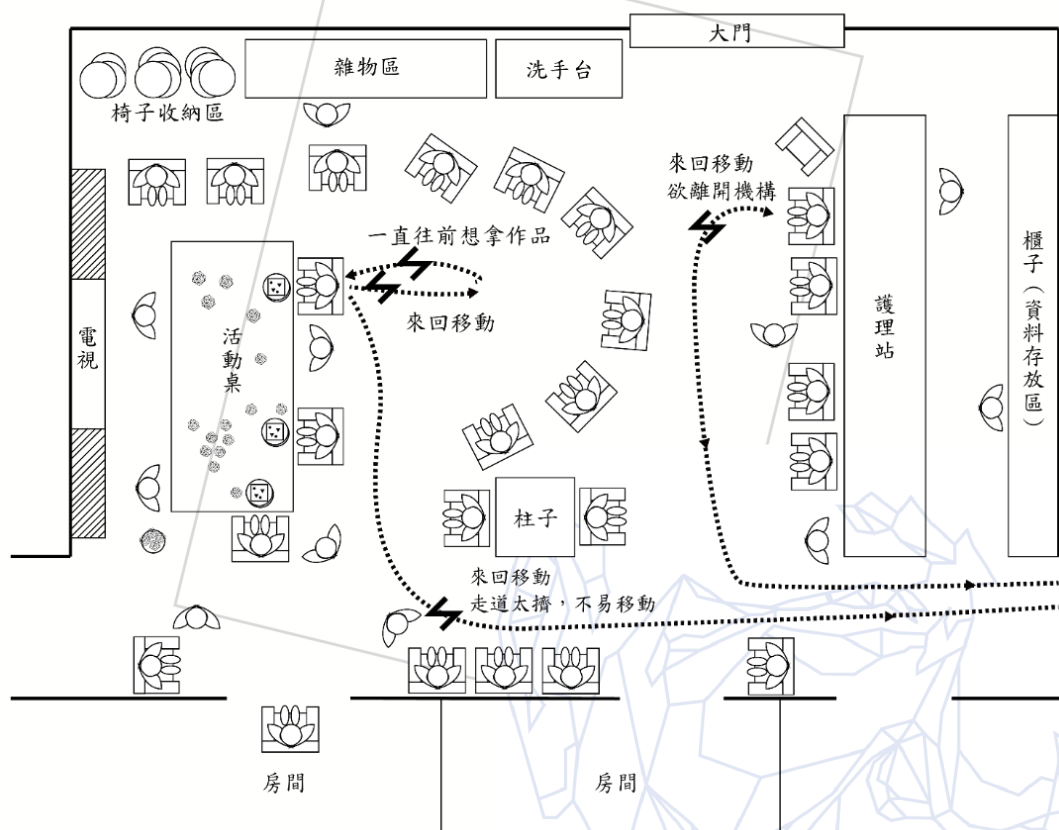 大門
雜物區
洗手台
椅子收納區
來回移動
欲離開機構
一直往前想拿作品
來回移動
電視
活動桌
護理站
櫃子(資料存放區)
柱子
來回移動
走道太擠，不易移動
房間
房間